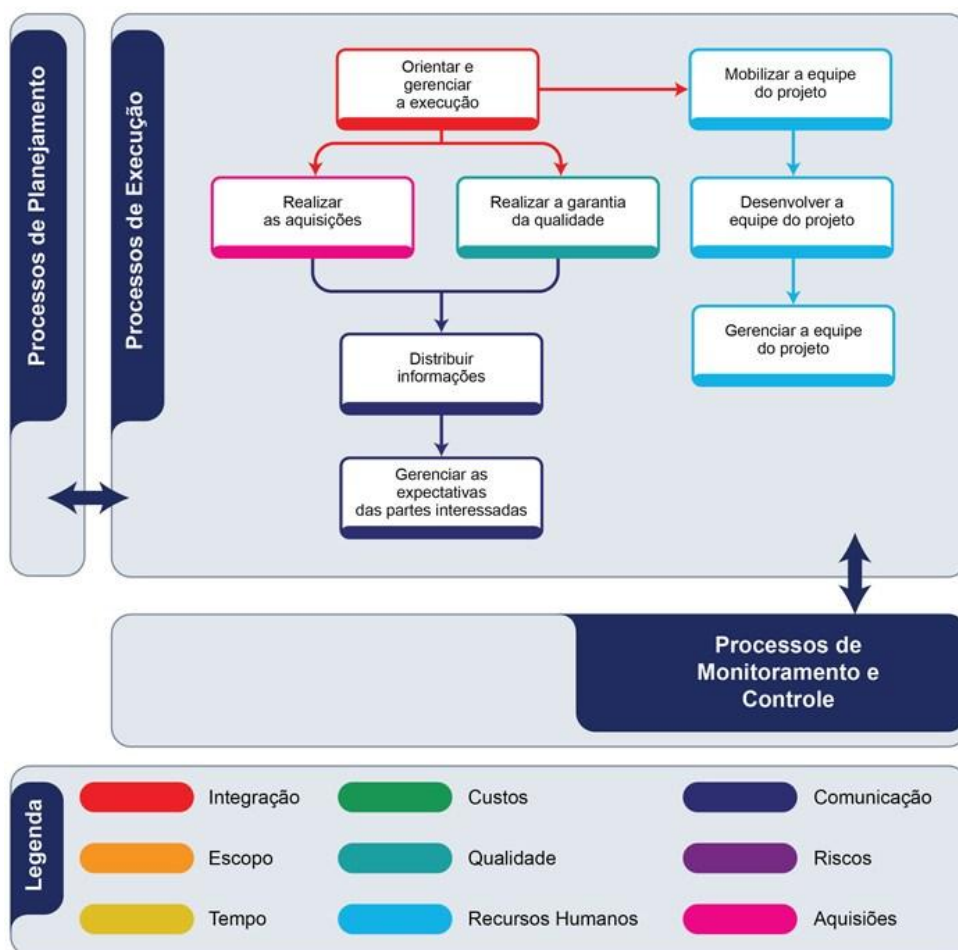 Processos de Planejamento
Processos de Execução
Orientar e
gerenciar
a execução
Mobilizar a equipe
do projeto
Realizar
as aquisições
Realizar a garantia
da qualidade
Desenvolver a
equipe do projeto
Distribuir
informações
Gerenciar a equipe
do projeto
Gerenciar as
expectativas
das partes interessadas
Processos de
Monitoramento e
Controle
Legenda
Integração
Custos
Comunicação
Escopo
Qualidade
Riscos
Tempo
Recursos Humanos
Aquisiões